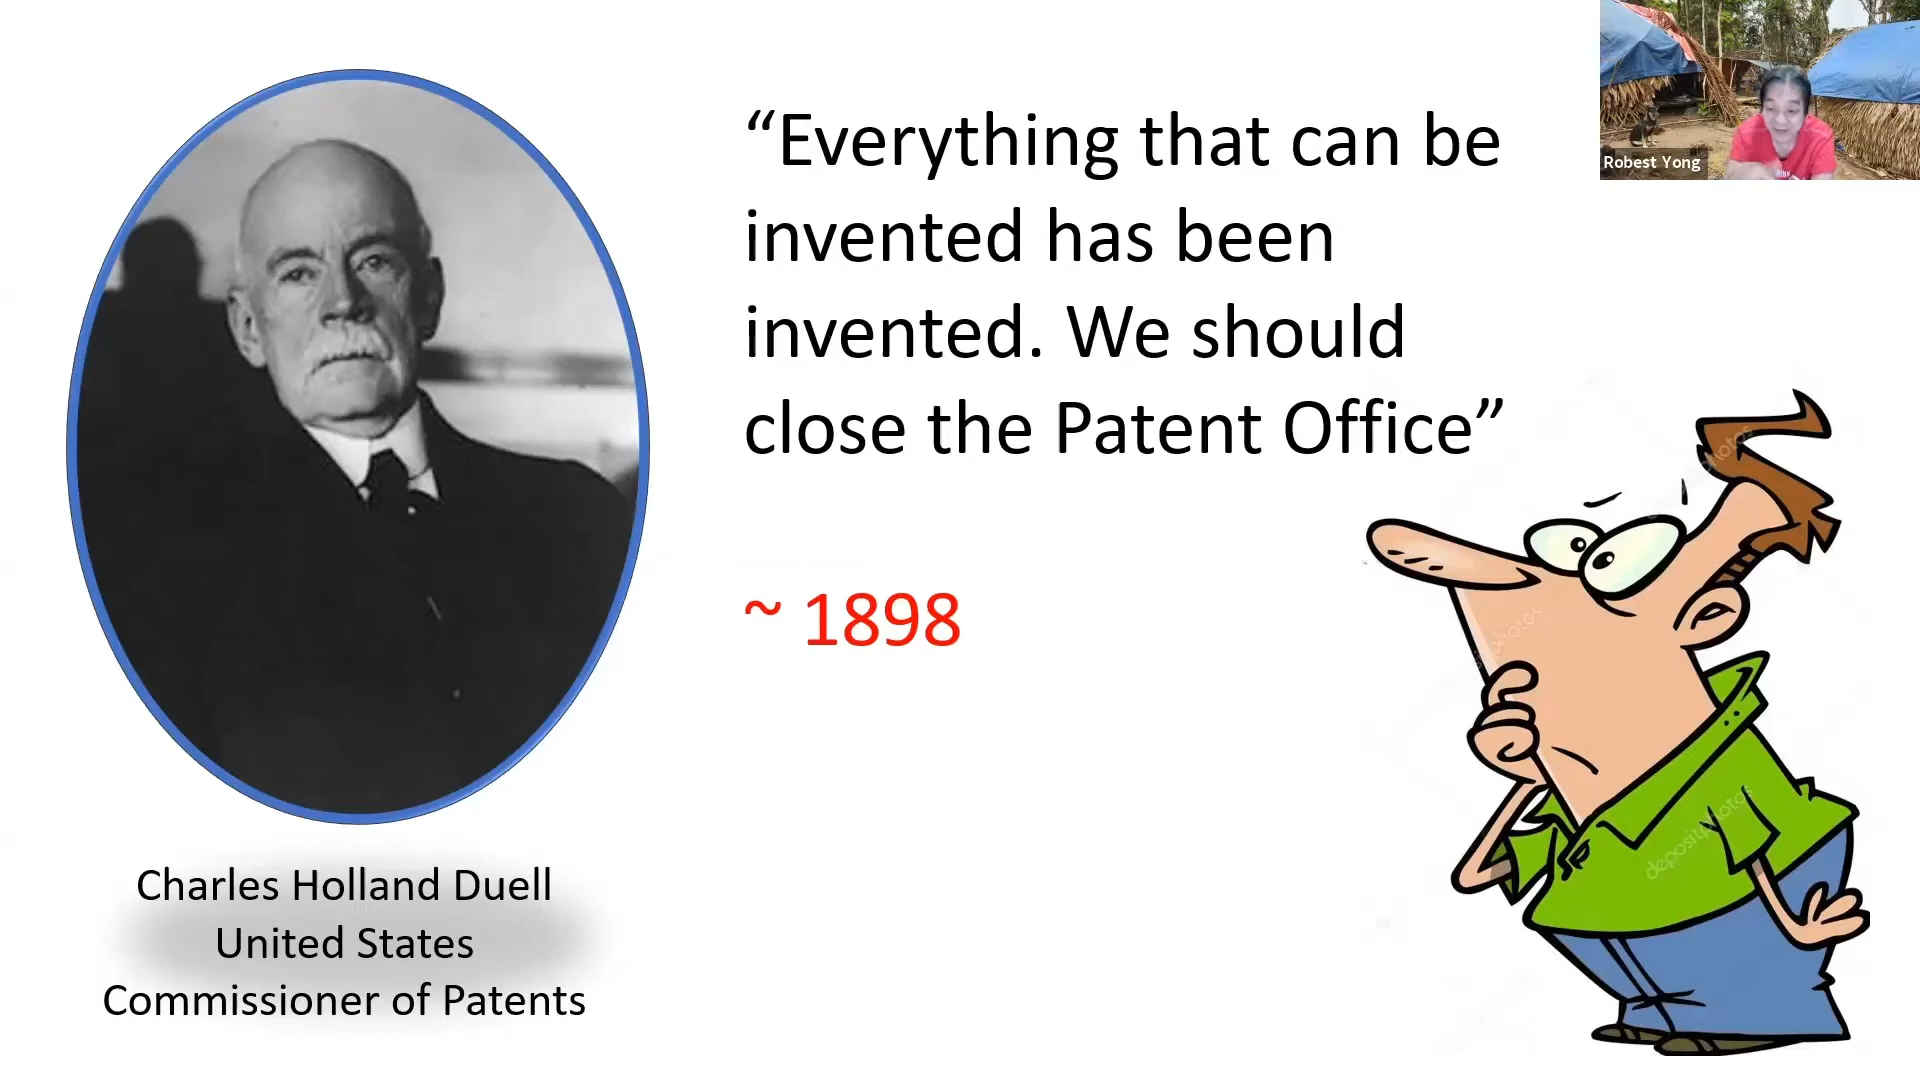 “Everything that can be
invented has been
invented. We should
close the Patent Office”
~ 1898
Charles Holland Duell
United States
Commissioner of Patents
Robest Yong
depositphotos